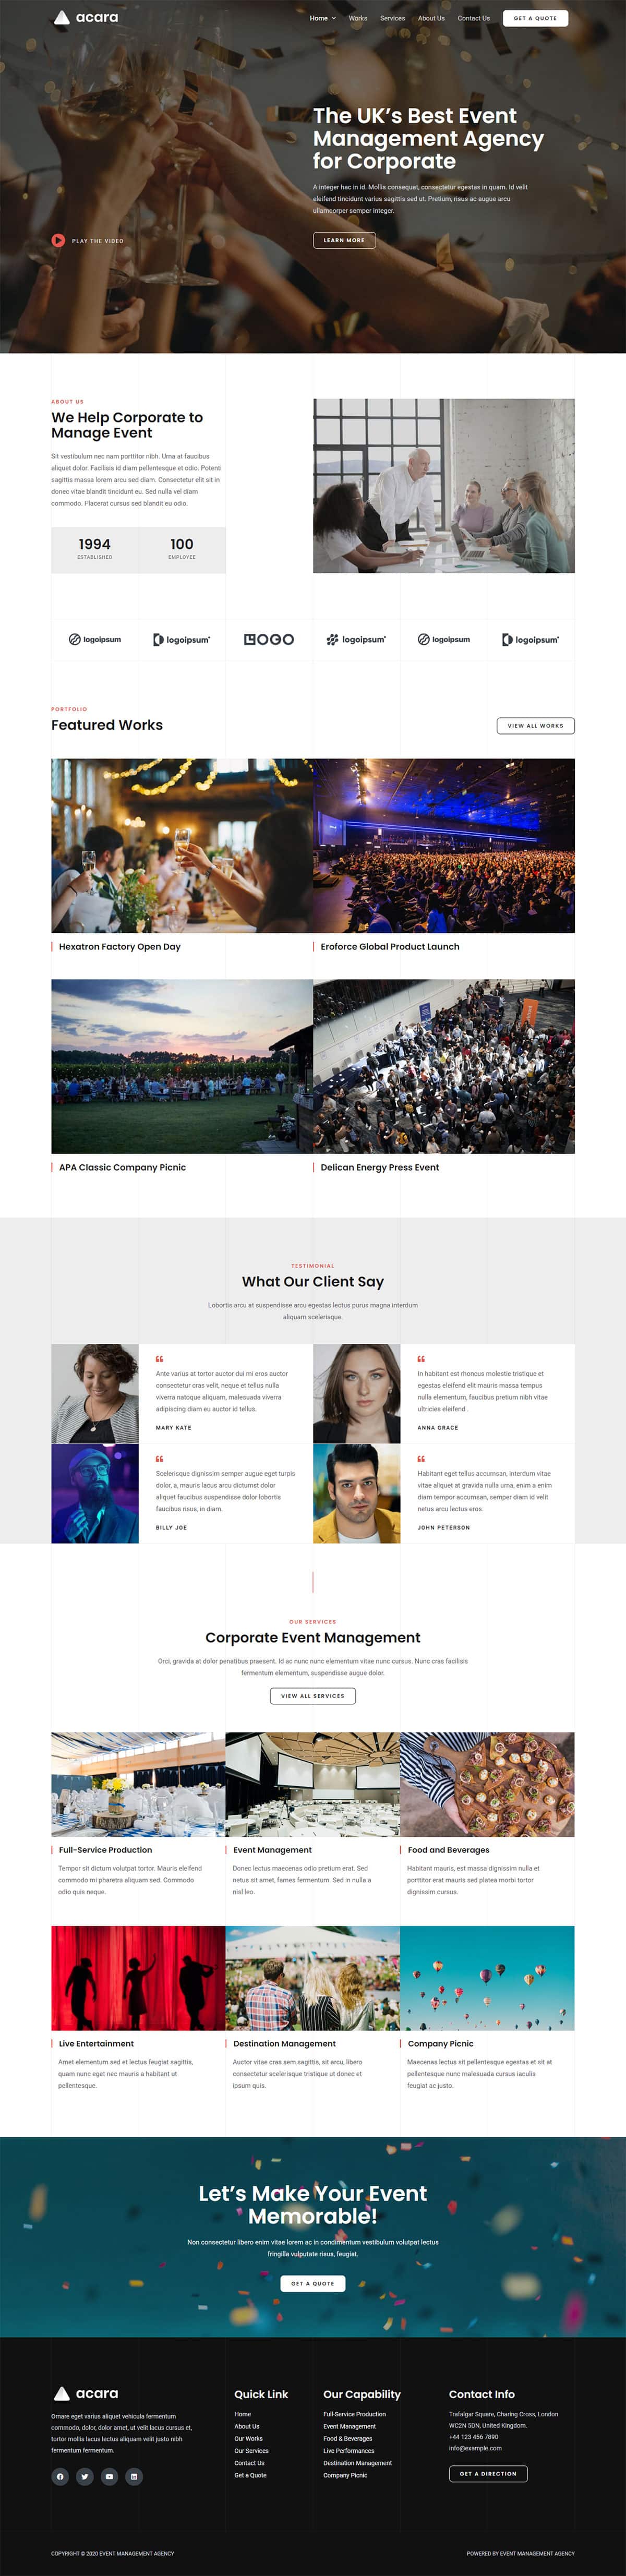 acara
Home
Works
Services
About Us
Contact Us
GET A QUOTE
The UK’s Best Event
Management Agency
for Corporate
A integer hac in id. Mollis consequat, consectetur egestas in quam. Id velit
eleifend tincidunt varius sagittis sed ut. Pretium, risus ac augue arcu
ullamcorper semper integer.
PLAY THE VIDEO
LEARN MORE
ABOUT US
We Help Corporate to
Manage Event
Sit vestibulum nec nam porttitor nibh. Urna at faucibus
aliquet dolor. Facilisis id diam pellentesque et odio. Potenti
sagittis massa lorem arcu sed diam. Consectetur elit sit in
donec vitae blandit tincidunt eu. Sed nulla vel diam
commodo. Placerat cursus sed blandit eu odio.
1994
ESTABLISHED
100
EMPLOYEE
logoipsum
logoipsum
LOGO
logoipsum
logoipsum
logoipsum
PORTFOLIO
Featured Works
VIEW ALL WORKS
Hexatron Factory Open Day
Eroforce Global Product Launch
APA Classic Company Picnic
Delican Energy Press Event
TESTIMONIAL
What Our Client Say
Lobortis arcu at suspendisse arcu egestas lectus purus magna interdum
aliquam scelerisque.
Ante varius at tortor auctor dui mi eros auctor
consectetur cras velit, neque et tellus nulla
viverra natoque aliquam, malesuada viverra
adipiscing diam eu auctor id tellus.
MARY KATE
In habitant est rhoncus molestie tristique et
egestas eleifend elit mauris massa tempus
nulla elementum, faucibus pretium nibh vitae
ultricies eleifend .
ANNA GRACE
Scelerisque dignissim semper augue eget turpis
dolor, a, mauris lacus arcu dictumst dolor
aliquet faucibus suspendisse dolor lobortis
faucibus risus, in diam.
BILLY JOE
Habitant eget tellus accumsan, interdum vitae
vitae aliquet at gravida nulla urna, enim a enim
diam tempor accumsan, semper diam id velit
netus arcu lectus eros.
JOHN PETERSON
OUR SERVICES
Corporate Event Management
Orci, gravida at dolor penatibus praesent. Id ac nunc nunc elementum vitae nunc cursus. Nunc cras facilisis
fermentum elementum, suspendisse augue dolor.
VIEW ALL SERVICES
Full-Service Production
Tempor sit dictum volutpat tortor. Mauris eleifend
commodo mi pharetra aliquam sed. Commodo
odio quis neque.
Event Management
Donec lectus maecenas odio pretium erat. Sed
netus sit amet, fames fermentum. Sed in nulla a
nisl leo.
Food and Beverages
Habitant mauris, est massa dignissim nulla et
porttitor erat mauris sed platea morbi tortor
dignissim cursus.
Live Entertainment
Amet elementum sed et lectus feugiat sagittis,
quam nunc eget nec mauris a habitant ut
pellentesque.
Destination Management
Auctor vitae cras sem sagittis, sit arcu, libero
consectetur scelerisque tristique ut donec et
ipsum quis.
Company Picnic
Maecenas lectus sit pellentesque egestas et sit at
pellentesque nunc malesuada cursus iaculis
feugiat ac justo.
Let’s Make Your Event
Memorable!
Non consectetur libero enim vitae lorem ac in condimentum vestibulum volutpat lectus
fringilla vulputate risus, feugiat.
GET A QUOTE
acara
Ornare eget varius aliquet vehicula fermentum
commodo, dolor, dolor amet, ut velit lacus cursus et,
tortor mollis lacus lectus aliquam velit justo nibh
fermentum fermentum.
Quick Link
Home
About Us
Our Works
Our Services
Contact Us
Get a Quote
Our Capability
Full-Service Production
Event Management
Food & Beverages
Live Performances
Destination Management
Company Picnic
Contact Info
Trafalgar Square, Charing Cross, London
WC2N 5DN, United Kingdom.
+44 123 456 7890
info@example.com
GET A DIRECTION
COPYRIGHT © 2020 EVENT MANAGEMENT AGENCY
POWERED BY EVENT MANAGEMENT AGENCY